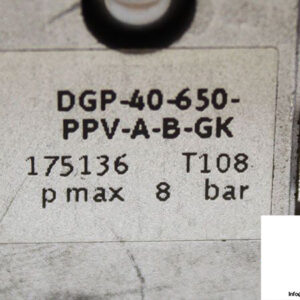 DGP-40-650-
PPV-A-B-GK
175136 T108
p max 8 bar